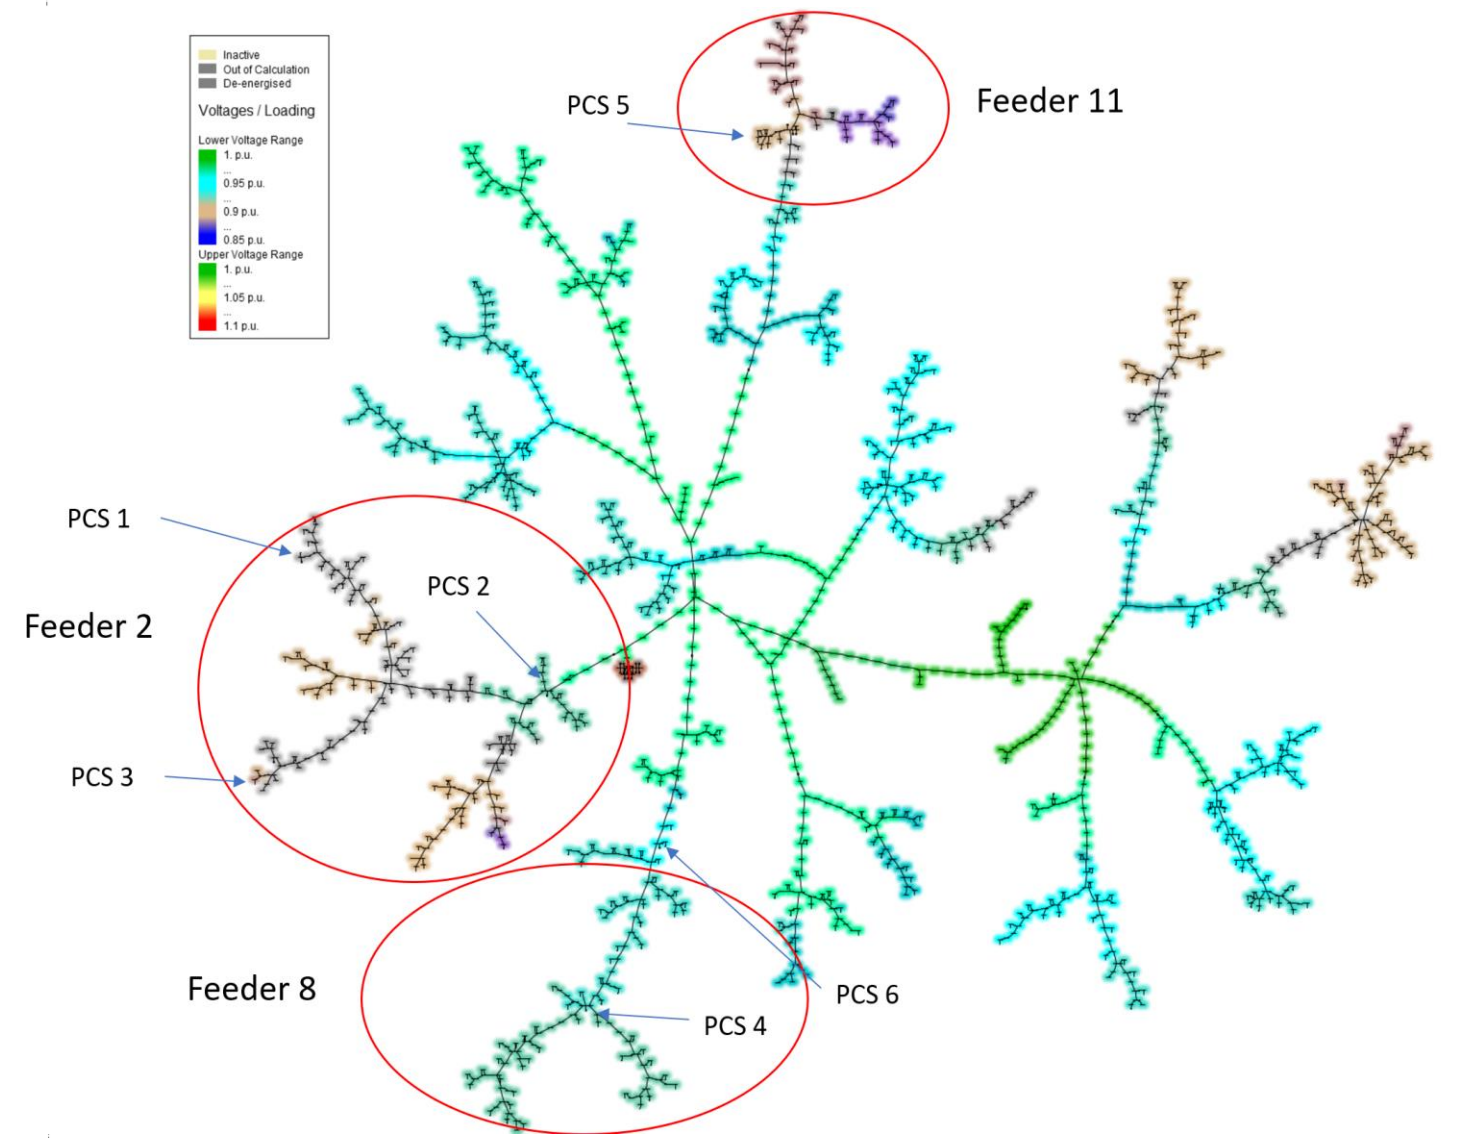 Inactive
Out of Calculation
De-energised
Voltages / Loading
Lower Voltage Range
1. p.u.
...
0.95 p.u.
...
0.9 p.u.
...
0.85 p.u.
Upper Voltage Range
1. p.u.
...
1.05 p.u.
...
1.1 p.u.
PCS 5
Feeder 11
PCS 1
PCS 2
Feeder 2
PCS 3
Feeder 8
PCS 6
PCS 4